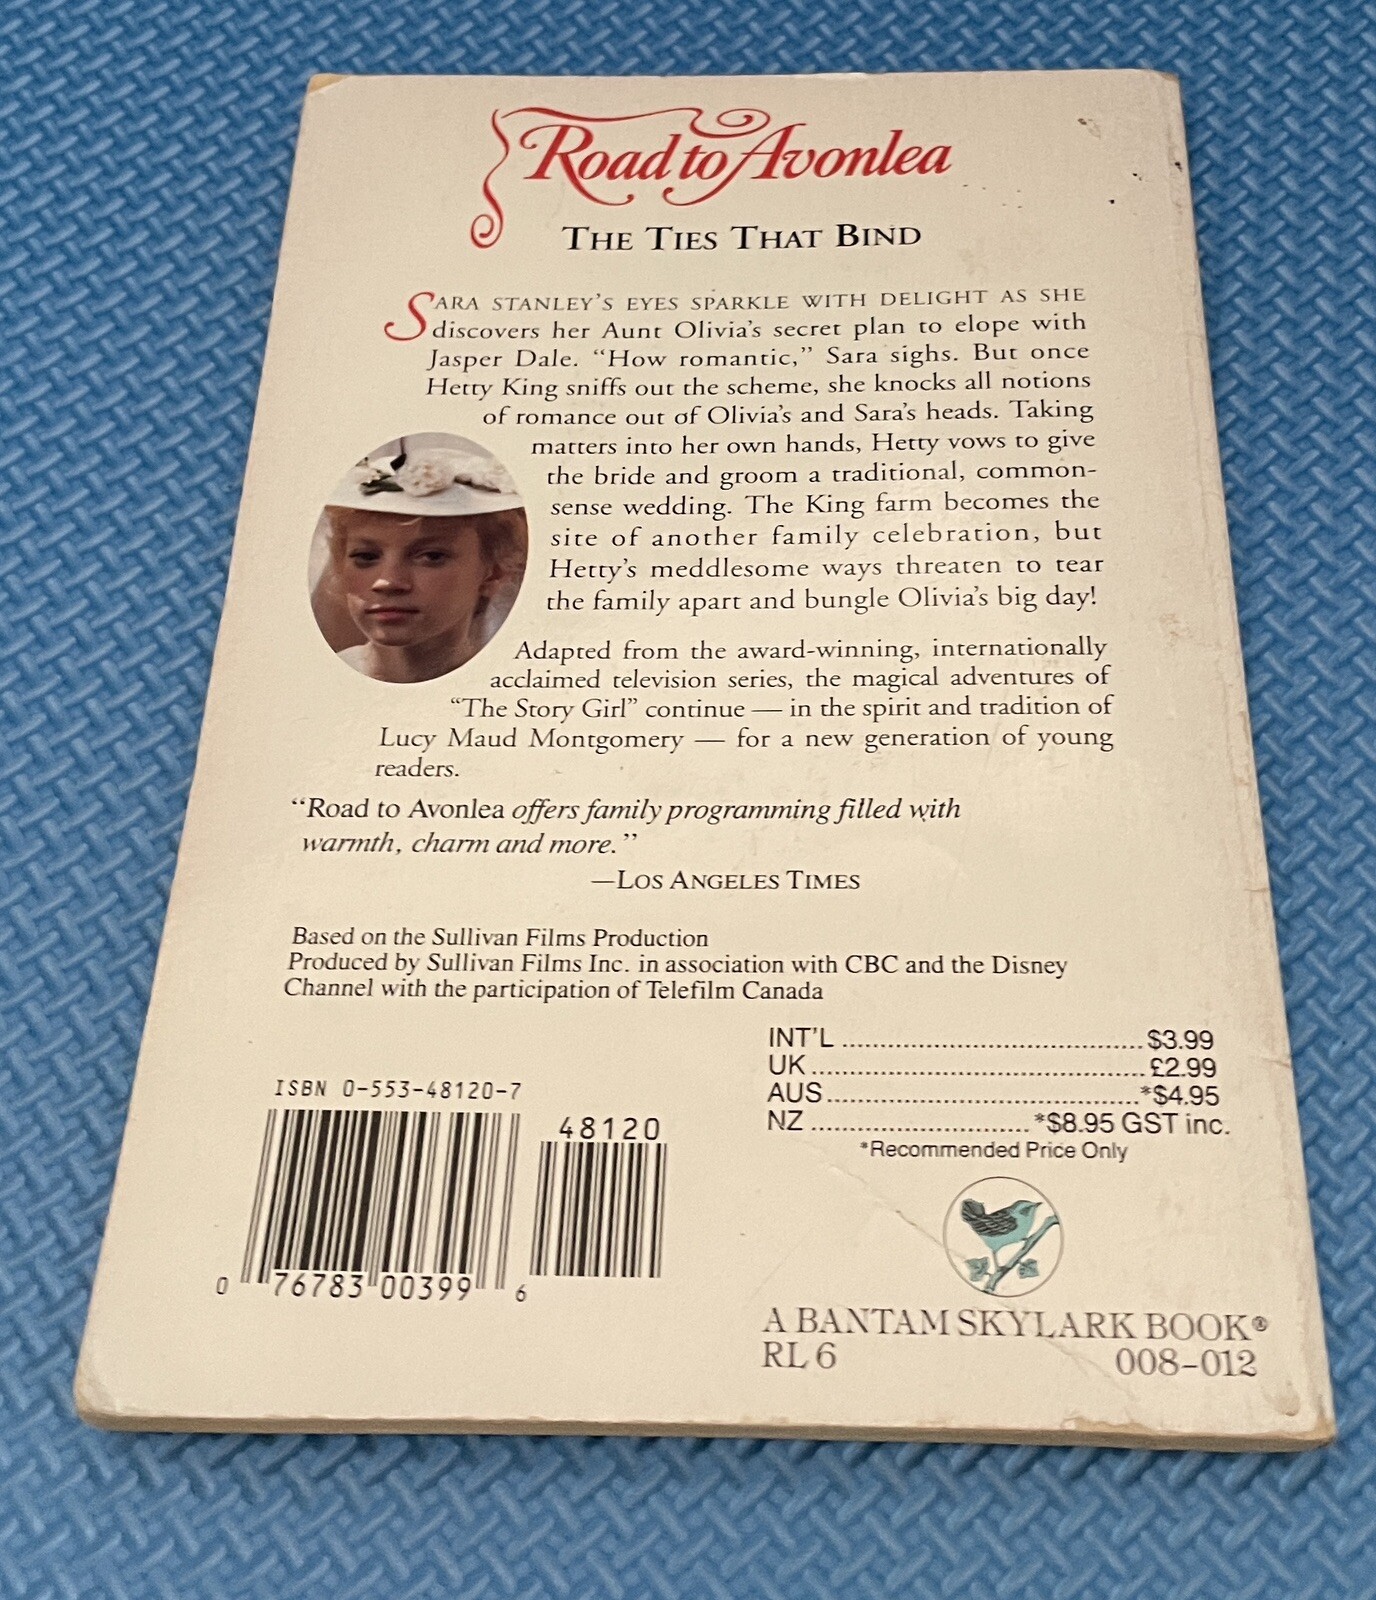 Road to Avonlea
THE TIES THAT BIND
SARA STANLEY'S EYES SPARKLE WITH DELIGHT AS SHE
discovers her Aunt Olivia's secret plan to elope with
Jasper Dale. “How romantic,” Sara sighs. But once
Hetty King sniffs out the scheme, she knocks all notions
of romance out of Olivia's and Sara's heads. Taking
matters into her own hands, Hetty vows to give
the bride and groom a traditional, common-
sense wedding. The King farm becomes the
site of another family celebration, but
Hetty's meddlesome ways threaten to tear
the family apart and bungle Olivia's big day!
Adapted from the award-winning, internationally
acclaimed television series, the magical adventures of
“The Story Girl” continue — in the spirit and tradition of
Lucy Maud Montgomery — for a new generation of young
readers.
“Road to Avonlea offers family programming filled with
warmth, charm and more.”
—LOS ANGELES TIMES
Based on the Sullivan Films Production
Produced by Sullivan Films Inc. in association with CBC and the Disney
Channel with the participation of Telefilm Canada
INT'L ..................................... $3.99
UK ......................................... £2.99
AUS ...................................... *$4.95
NZ ........................... *$8.95 GST inc.
*Recommended Price Only
ISBN 0-553-48120-7
48120
0 76783 00399 6
A BANTAM SKYLARK BOOK®
RL 6 008-012